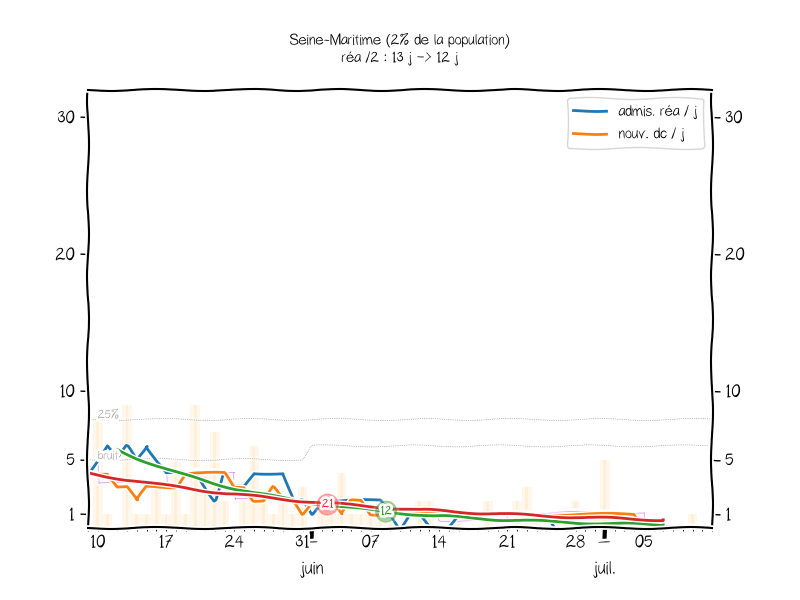 Seine-Maritime (2% de la population)
réa /2 : 13 j -> 12 j
admis. réa / j
nouv. dc / j
30
30
20
20
10
10
25%
bruit
5
5
21
12
1
1
10 17 24 31 07 14 21 28 05
juin juil.